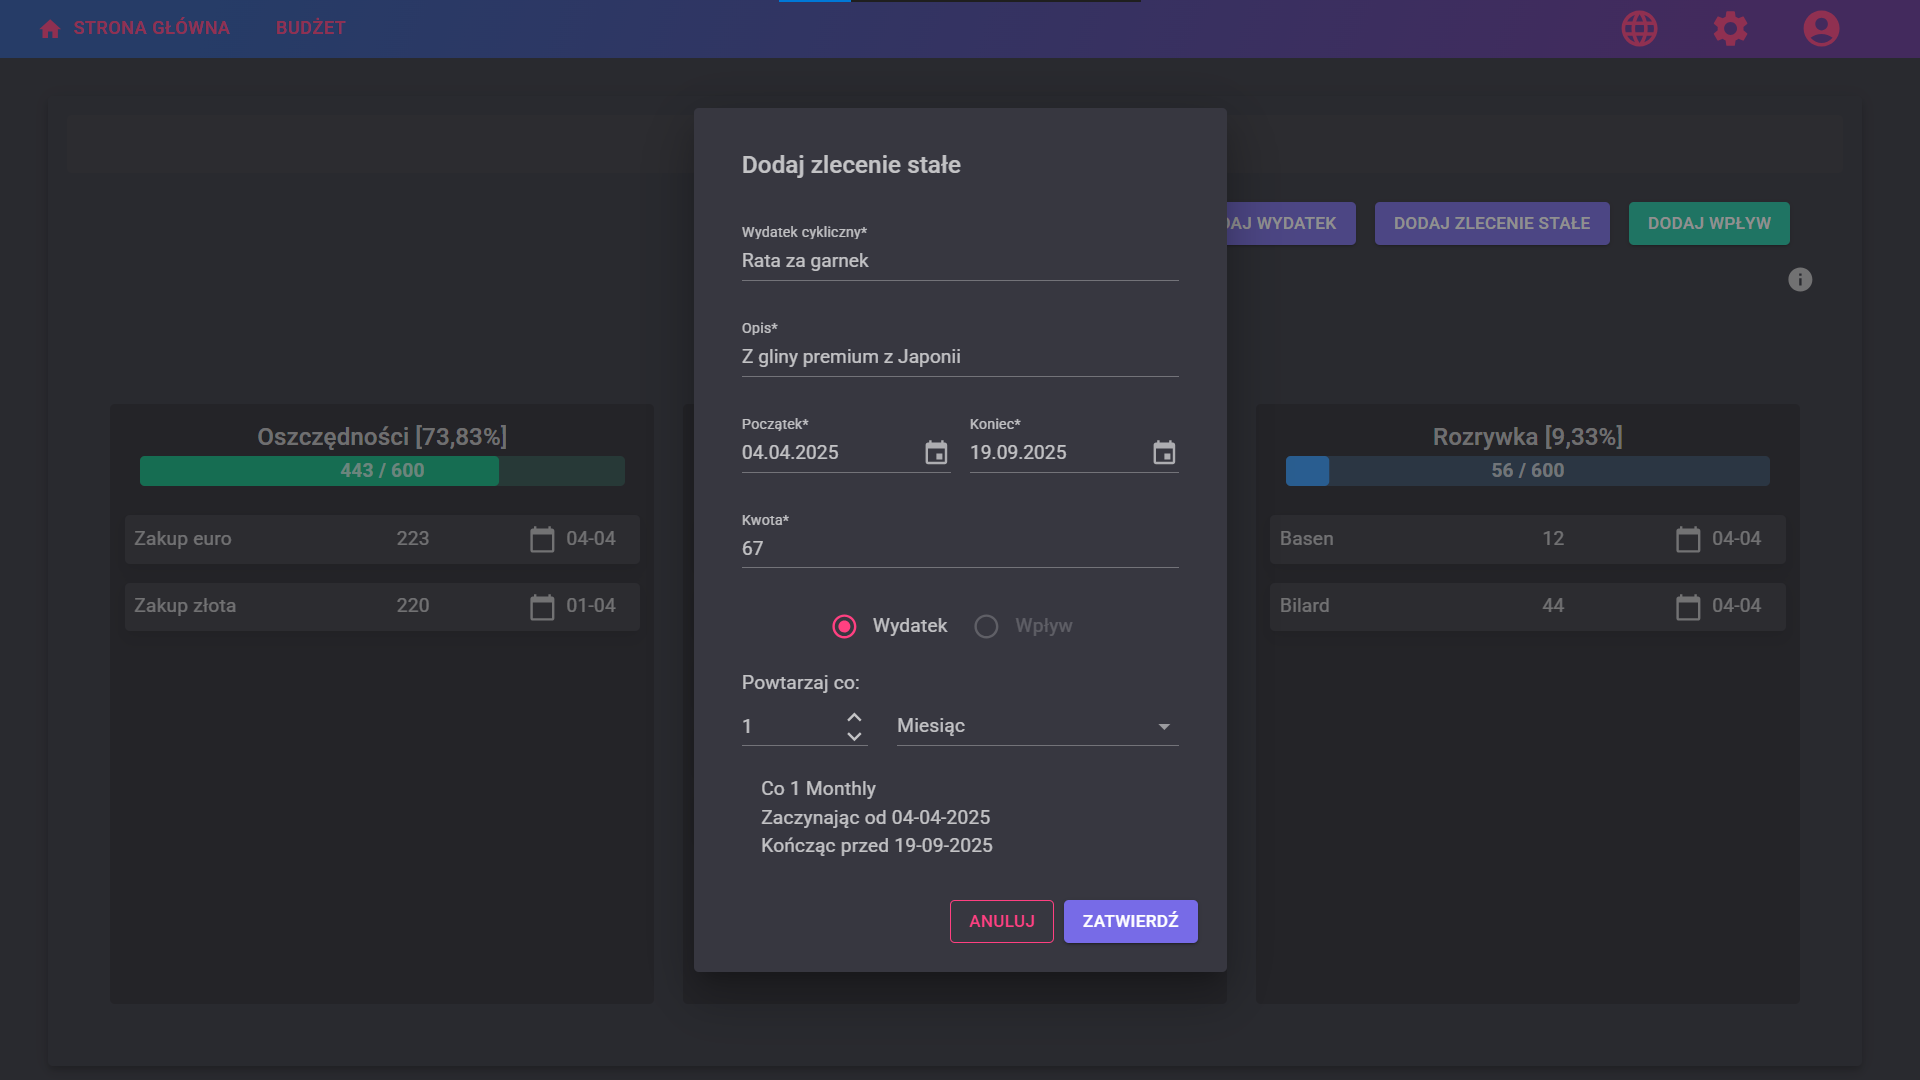 STRONA GŁÓWNA
BUDŻET
Dodaj zlecenie stałe
Wydatek cykliczny*
Rata za garnek
Opis*
Z gliny premium z Japonii
Początek*
Koniec*
04.04.2025
19.09.2025
Kwota*
67
Wydatek
Wpływ
Powtarzaj co:
1
Miesiąc
Co 1 Monthly
Zaczynając od 04-04-2025
Kończąc przed 19-09-2025
ANULUJ
ZATWIERDŹ
WYDATEK
DODAJ ZLECENIE STAŁE
DODAJ WPŁYW
Oszczędności [73,83%]
443 / 600
Zakup euro 223 04-04
Zakup złota 220 01-04
Rozrywka [9,33%]
56 / 600
Basen 12 04-04
Bilard 44 04-04